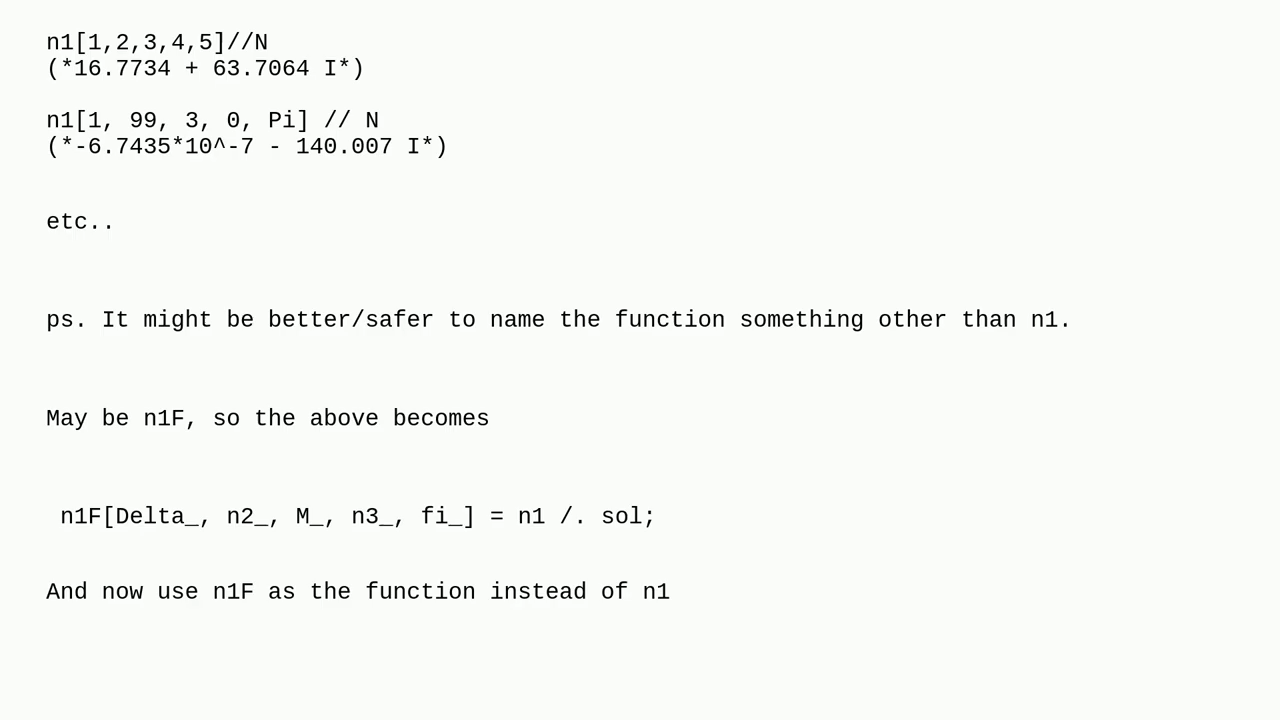 n1[1,2,3,4,5]//N
(*16.7734 + 63.7064 I*)
n1[1, 99, 3, 0, Pi] // N
(*-6.7435*10^-7 - 140.007 I*)
etc..
ps. It might be better/safer to name the function something other than n1.
May be n1F, so the above becomes
n1F[Delta_, n2_, M_, n3_, fi_] = n1 /. sol;
And now use n1F as the function instead of n1